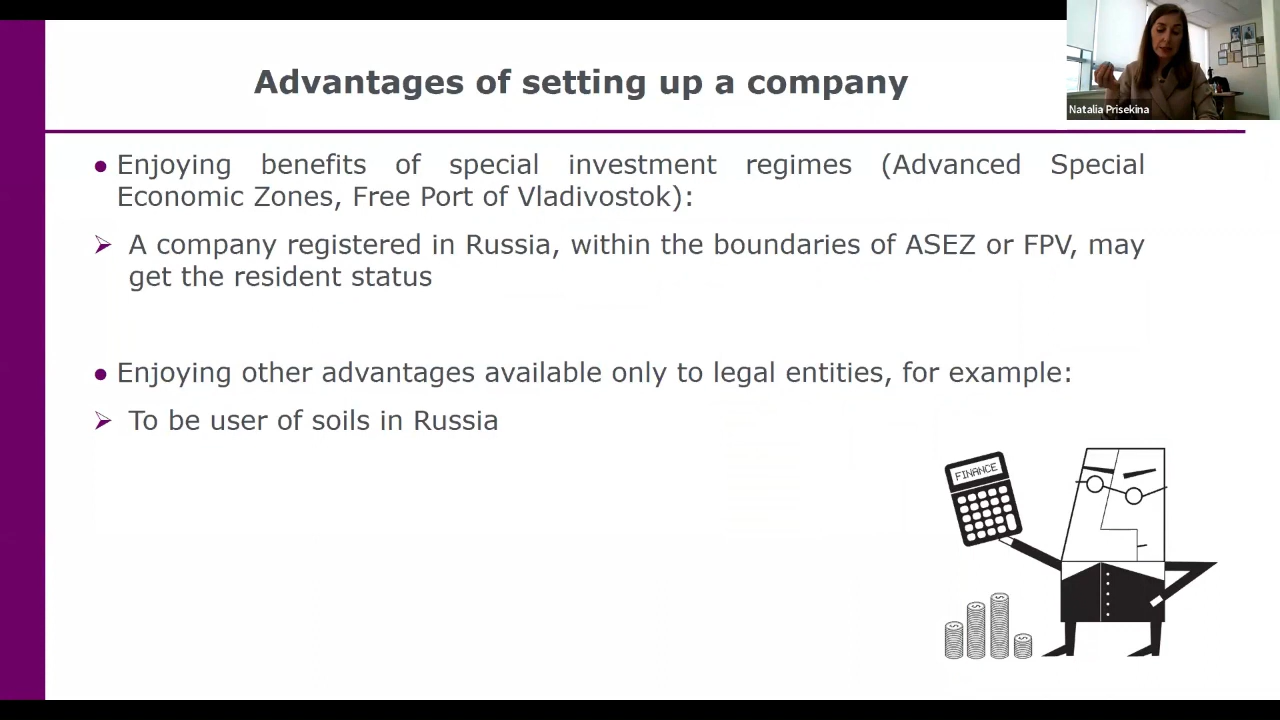 Advantages of setting up a company
Natalia Prisekina
● Enjoying benefits of special investment regimes (Advanced Special
Economic Zones, Free Port of Vladivostok):
➢ A company registered in Russia, within the boundaries of ASEZ or FPV, may
get the resident status
● Enjoying other advantages available only to legal entities, for example:
➢ To be user of soils in Russia
FINANCE